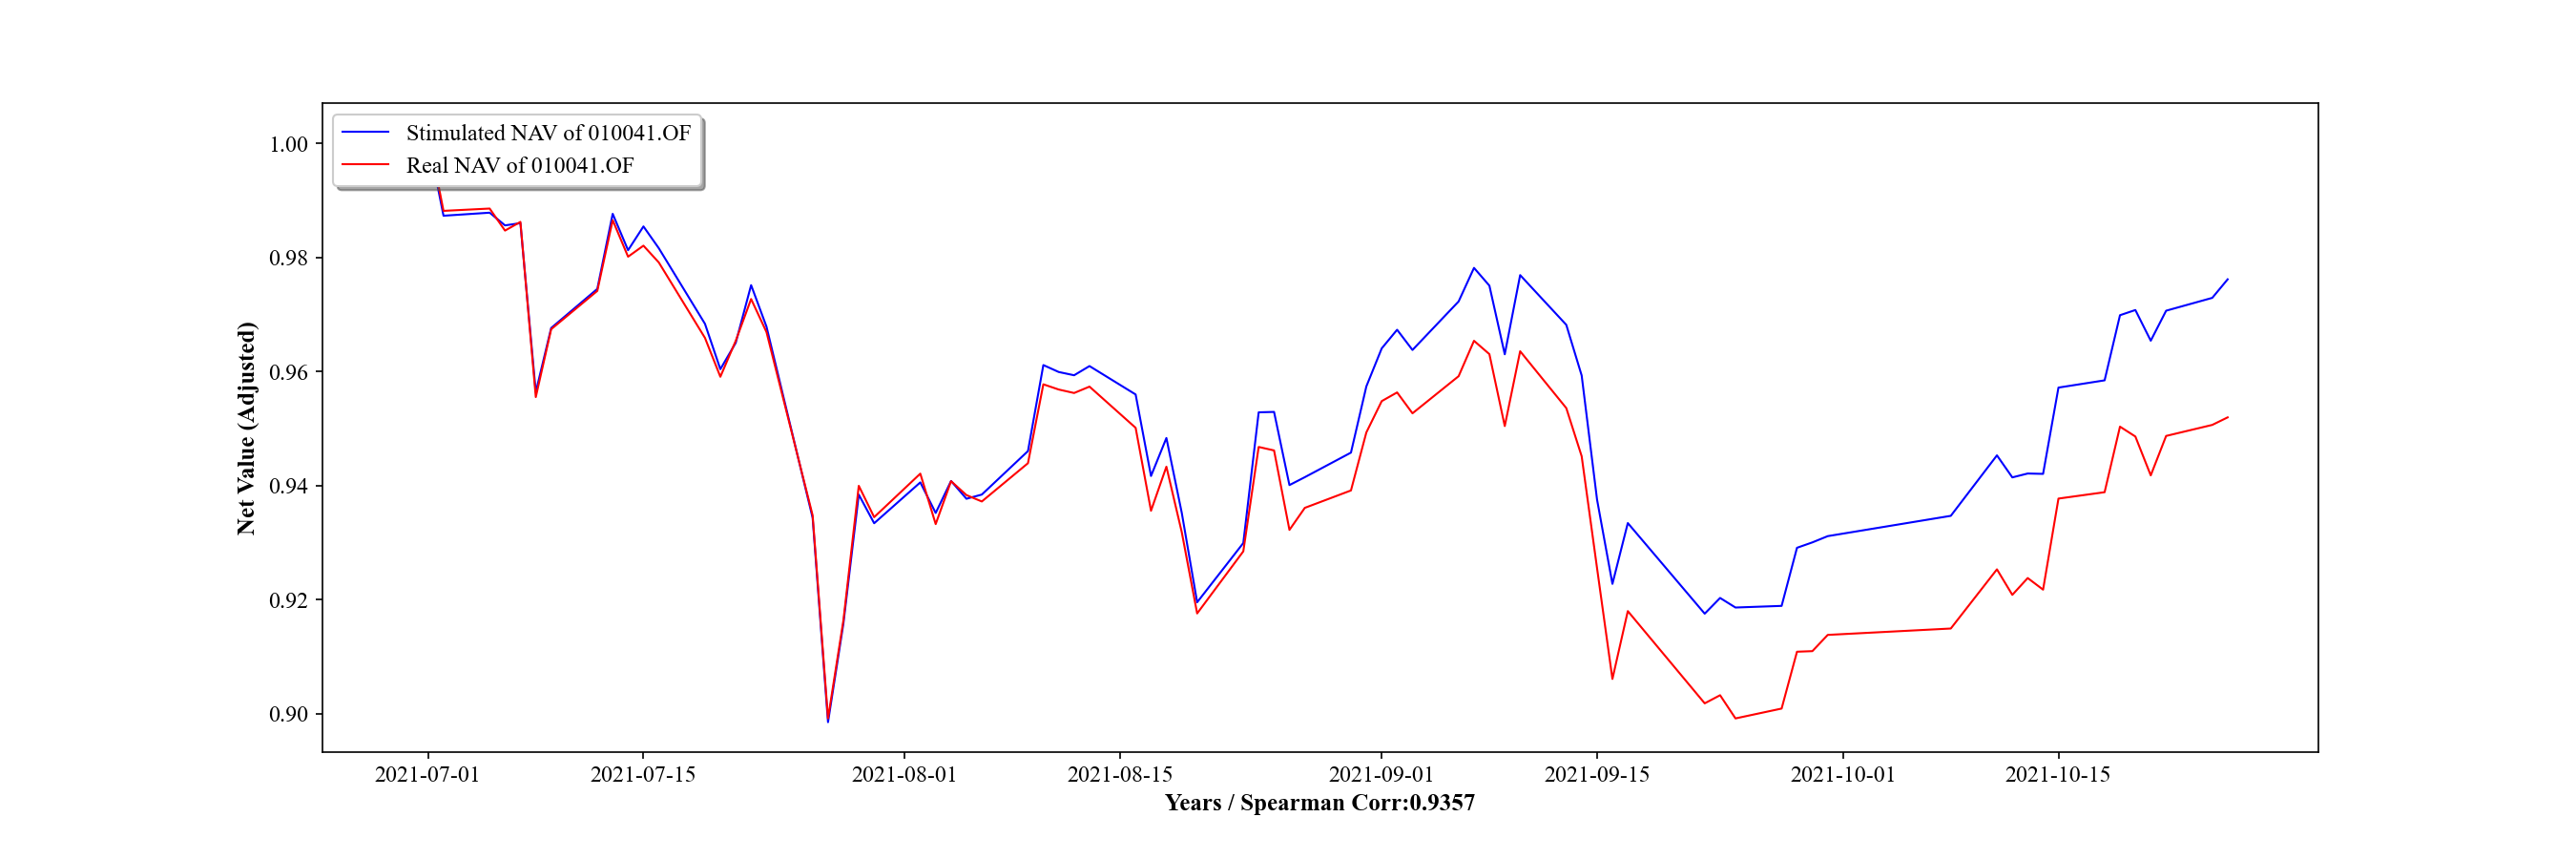 Stimulated NAV of 010041.OF
Real NAV of 010041.OF
1.00
0.98
0.96
0.94
0.92
0.90
Net Value (Adjusted)
2021-07-01 2021-07-15 2021-08-01 2021-08-15 2021-09-01 2021-09-15 2021-10-01 2021-10-15
Years / Spearman Corr:0.9357